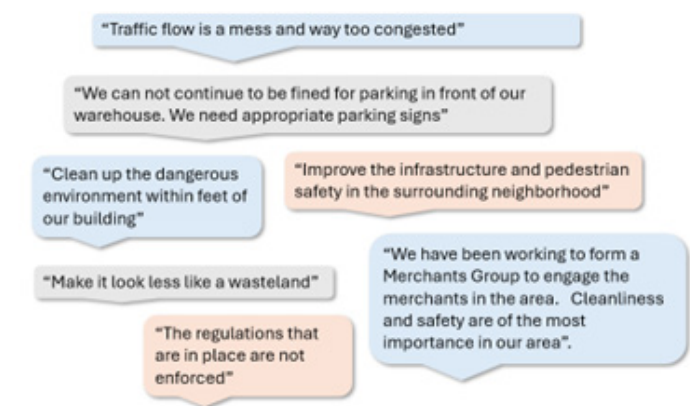 “Traffic flow is a mess and way too congested”
“We can not continue to be fined for parking in front of our
warehouse. We need appropriate parking signs”
“Clean up the dangerous
environment within feet of
our building”
“Improve the infrastructure and pedestrian
safety in the surrounding neighborhood”
“We have been working to form a
Merchants Group to engage the
merchants in the area.   Cleanliness
and safety are of the most
importance in our area”.
“Make it look less like a wasteland”
“The regulations that
are in place are not
enforced”